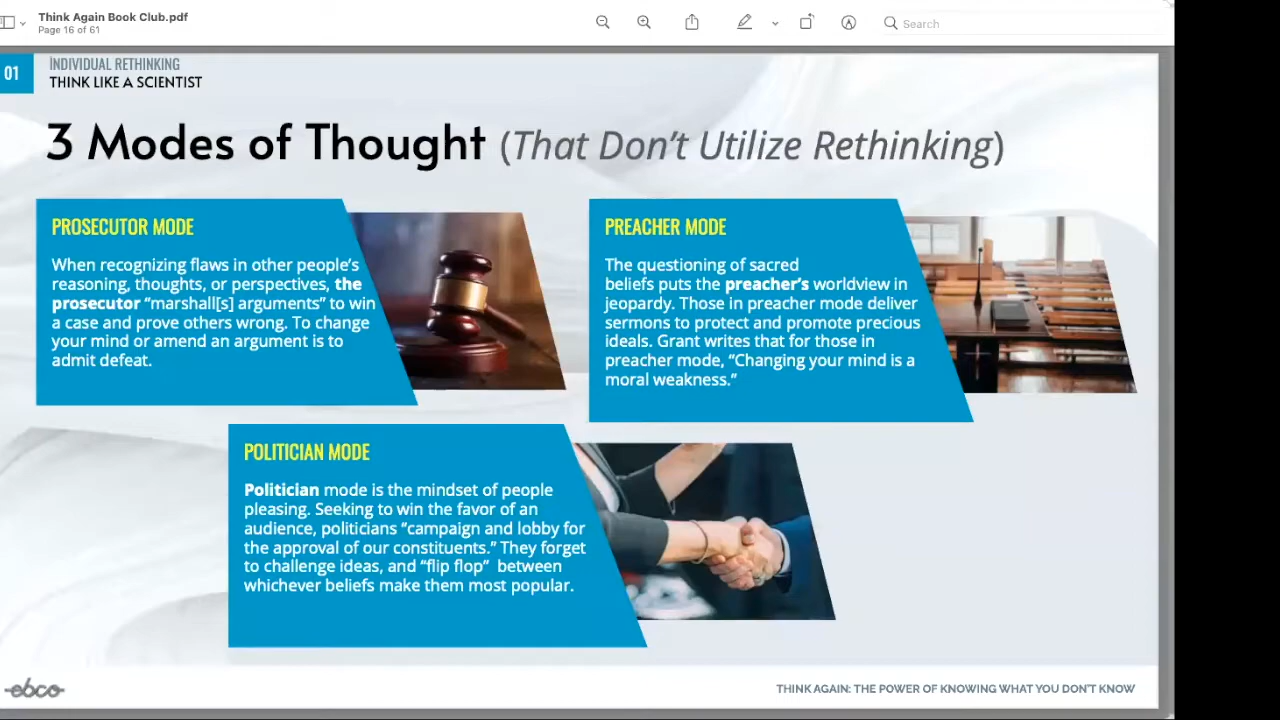 Think Again Book Club.pdf
Page 16 of 61
Search
01
INDIVIDUAL RETHINKING
THINK LIKE A SCIENTIST
3 Modes of Thought (That Don't Utilize Rethinking)
PROSECUTOR MODE
When recognizing flaws in other people's
reasoning, thoughts, or perspectives, the
prosecutor "marshall[s] arguments" to win
a case and prove others wrong. To change
your mind or amend an argument is to
admit defeat.
PREACHER MODE
The questioning of sacred
beliefs puts the preacher's worldview in
jeopardy. Those in preacher mode deliver
sermons to protect and promote precious
ideals. Grant writes that for those in
preacher mode, "Changing your mind is a
moral weakness."
POLITICIAN MODE
Politician mode is the mindset of people
pleasing. Seeking to win the favor of an
audience, politicians "campaign and lobby for
the approval of our constituents." They forget
to challenge ideas, and "flip flop"  between
whichever beliefs make them most popular.
ebco
THINK AGAIN: THE POWER OF KNOWING WHAT YOU DON'T KNOW